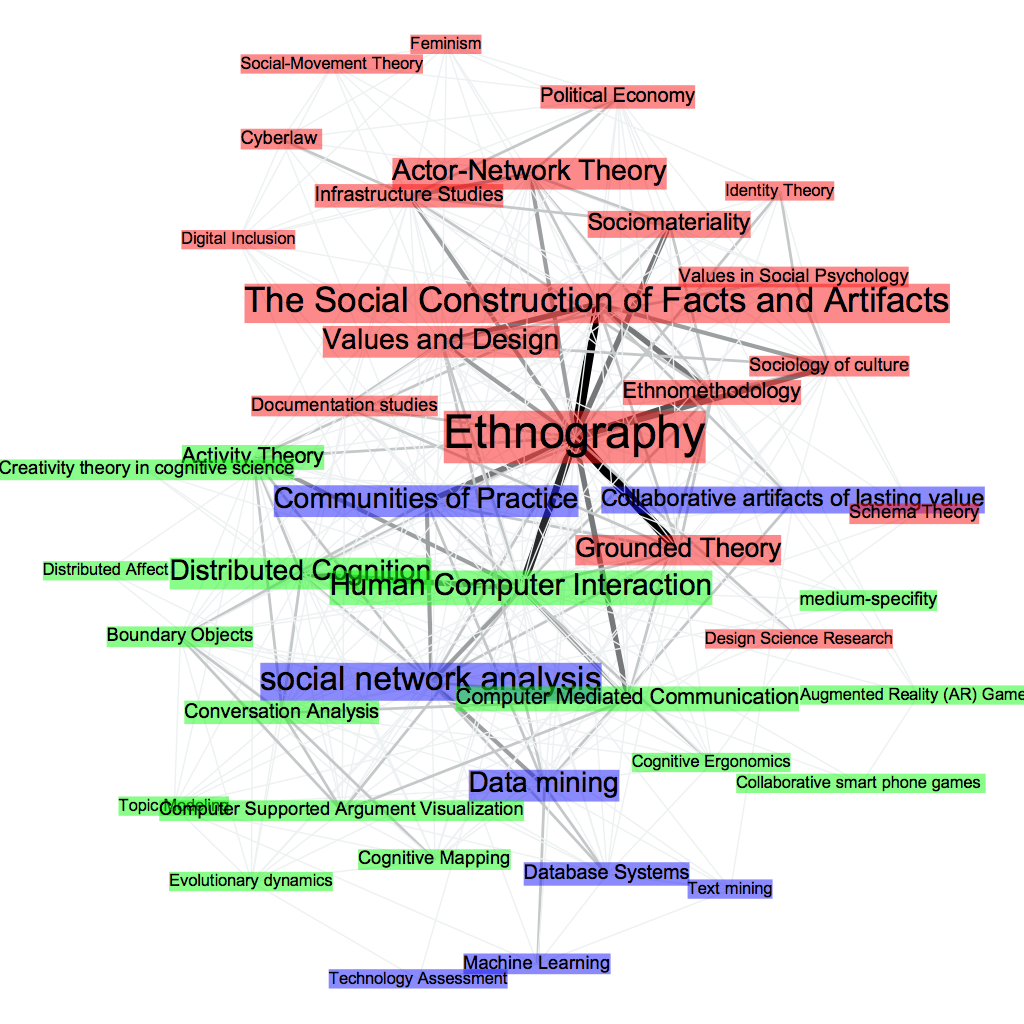 Feminism
Social-Movement Theory
Political Economy
Cyberlaw
Actor-Network Theory
Infrastructure Studies
Identity Theory
Sociomateriality
Digital Inclusion
Values in Social Psychology
The Social Construction of Facts and Artifacts
Values and Design
Sociology of culture
Ethnomethodology
Documentation studies
Ethnography
Activity Theory
Creativity theory in cognitive science
Communities of Practice
Collaborative artifacts of lasting value
Schema Theory
Grounded Theory
Distributed Affect
Distributed Cognition
Human Computer Interaction
medium-specifity
Boundary Objects
Design Science Research
social network analysis
Computer Mediated Communication
Augmented Reality (AR) Game
Conversation Analysis
Cognitive Ergonomics
Data mining
Collaborative smart phone games
Topic Modeling
Computer Supported Argument Visualization
Cognitive Mapping
Database Systems
Evolutionary dynamics
Text mining
Machine Learning
Technology Assessment